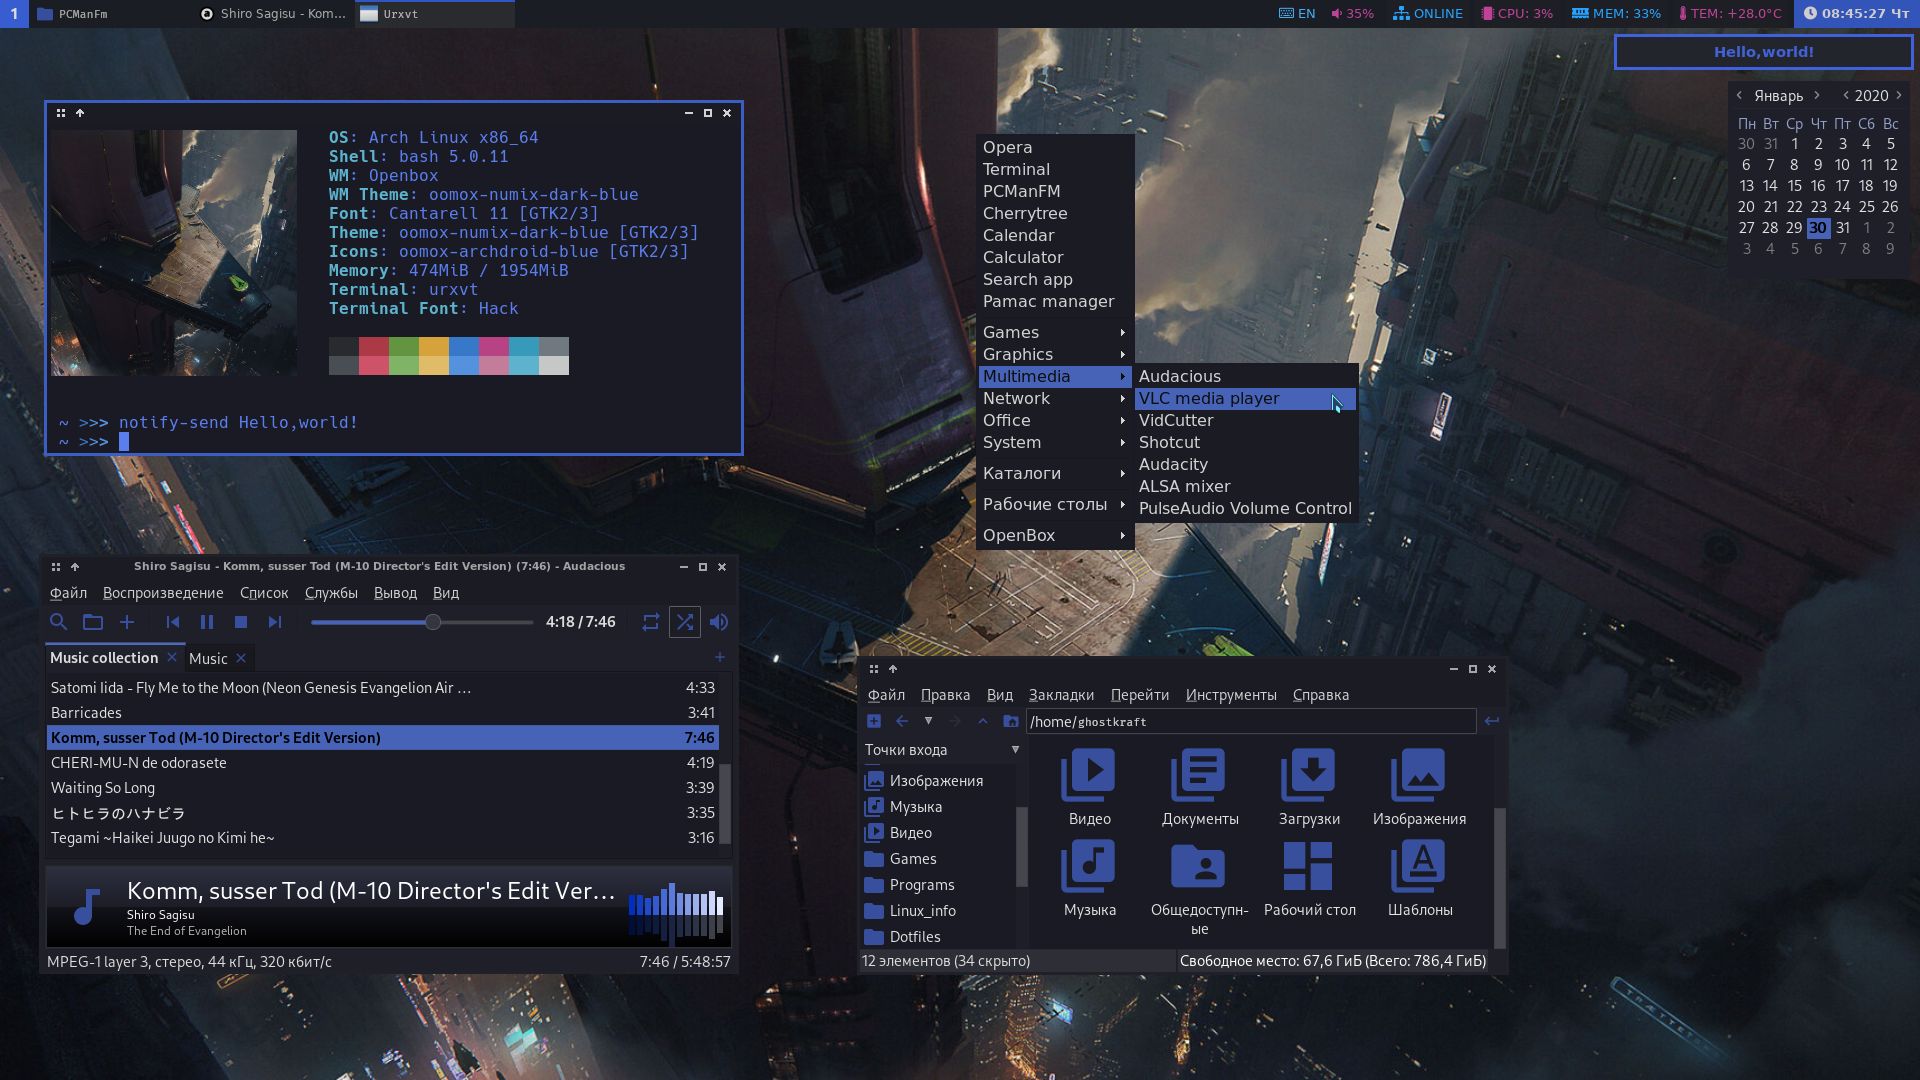 1 PCManFm Shiro Sagisu - Kom... Urxvt EN 35% ONLINE CPU: 3% MEM: 33% TEM: +28.0°C 08:45:27 Чт
Hello,world!
Январь 2020
Пн Вт Ср Чт Пт Сб Вс
30 31 1 2 3 4 5
6 7 8 9 10 11 12
13 14 15 16 17 18 19
20 21 22 23 24 25 26
27 28 29 30 31 1 2
3 4 5 6 7 8 9
OS: Arch Linux x86_64
Shell: bash 5.0.11
WM: Openbox
WM Theme: oomox-numix-dark-blue
Font: Cantarell 11 [GTK2/3]
Theme: oomox-numix-dark-blue [GTK2/3]
Icons: oomox-archdroid-blue [GTK2/3]
Memory: 474MiB / 1954MiB
Terminal: urxvt
Terminal Font: Hack
~ >>> notify-send Hello,world!
~ >>>
Opera
Terminal
PCManFM
Cherrytree
Calendar
Calculator
Search app
Pamac manager
Games
Graphics
Multimedia
Network
Office
System
Каталоги
Рабочие столы
OpenBox
Audacious
VLC media player
VidCutter
Shotcut
Audacity
ALSA mixer
PulseAudio Volume Control
Shiro Sagisu - Komm, susser Tod (M-10 Director's Edit Version) (7:46) - Audacious
Файл Воспроизведение Список Службы Вывод Вид
4:18 / 7:46
Music collection Music
Satomi Iida - Fly Me to the Moon (Neon Genesis Evangelion Air ... 4:33
Barricades 3:41
Komm, susser Tod (M-10 Director's Edit Version) 7:46
CHERI-MU-N de odorasete 4:19
Waiting So Long 3:39
ヒトヒラのハナビラ 3:35
Tegami ~Haikei Juugo no Kimi he~ 3:16
Komm, susser Tod (M-10 Director's Edit Ver...
Shiro Sagisu
The End of Evangelion
MPEG-1 layer 3, стерео, 44 кГц, 320 кбит/с 7:46 / 5:48:57
Файл Правка Вид Закладки Перейти Инструменты Справка
/home/ghostkraft
Точки входа
Изображения
Музыка
Видео
Games
Programs
Linux_info
Dotfiles
Видео Документы Загрузки Изображения
Музыка Общедоступн- Рабочий стол Шаблоны
ые
12 элементов (34 скрыто) Свободное место: 67,6 ГиБ (Всего: 786,4 ГиБ)